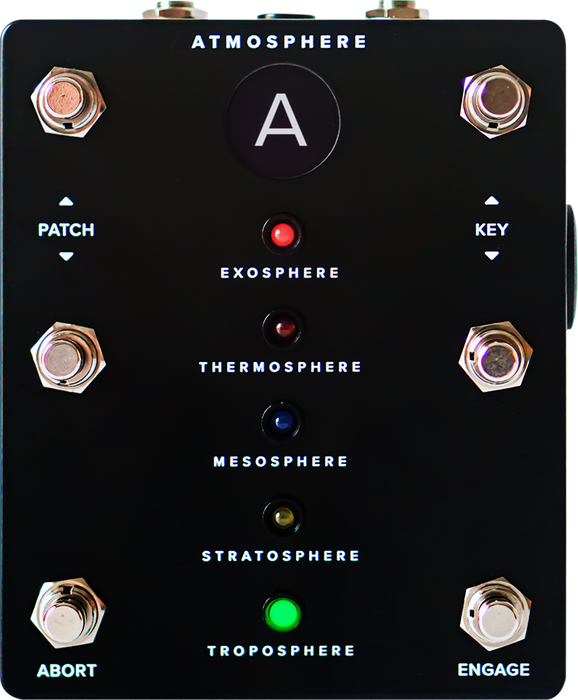 ATMOSPHERE
A
PATCH
KEY
EXOSPHERE
THERMOSPHERE
MESOSPHERE
STRATOSPHERE
TROPOSPHERE
ABORT
ENGAGE